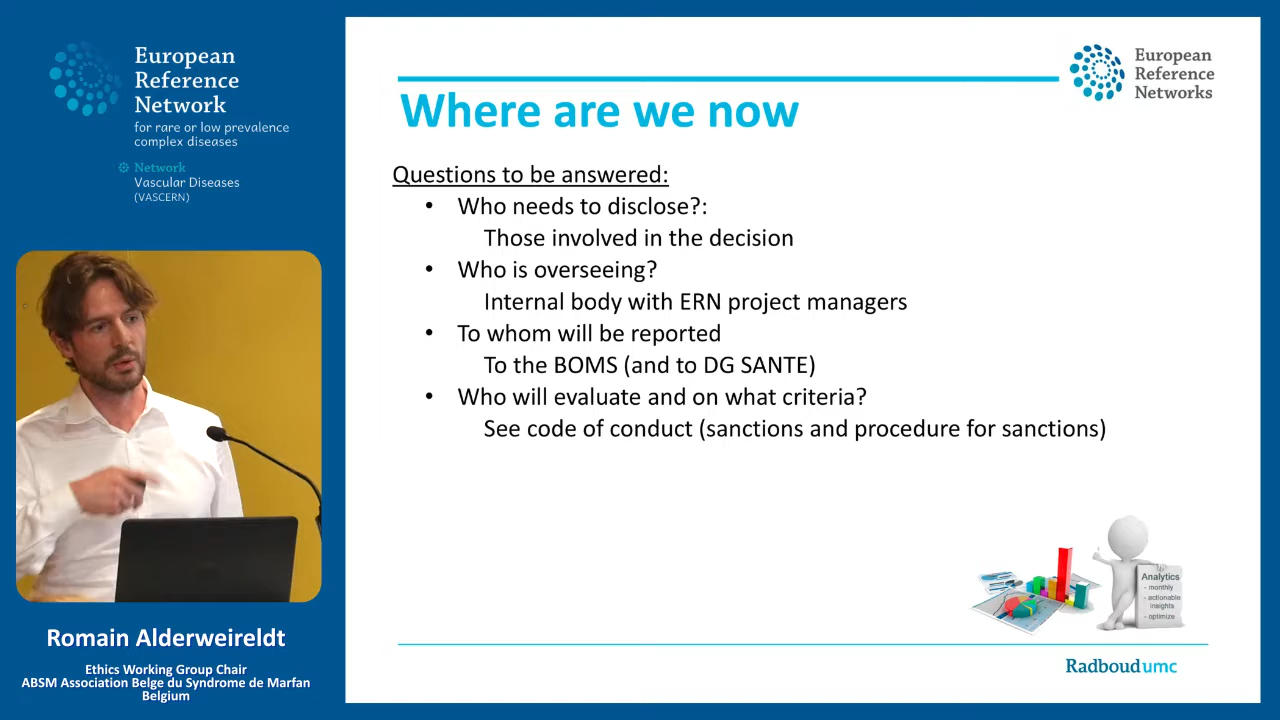 European
Reference
Network
for rare or low prevalence
complex diseases
Network
Vascular Diseases
(VASCERN)
Romain Alderweireldt
Ethics Working Group Chair
ABSM Association Belge du Syndrome de Marfan
Belgium
European
Reference
Networks
Where are we now
Questions to be answered:
• Who needs to disclose?:
Those involved in the decision
• Who is overseeing?
Internal body with ERN project managers
• To whom will be reported
To the BOMS (and to DG SANTE)
• Who will evaluate and on what criteria?
See code of conduct (sanctions and procedure for sanctions)
Analytics
- monthly
- actionable
insights
- optimize
Radboudumc